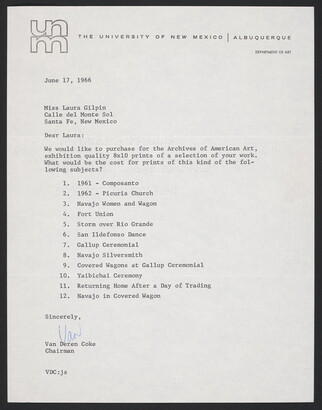 unm
THE UNIVERSITY OF NEW MEXICO | ALBUQUERQUE
DEPARTMENT OF ART
June 17, 1966
Miss Laura Gilpin
Calle del Monte Sol
Santa Fe, New Mexico
Dear Laura:
We would like to purchase for the Archives of American Art,
exhibition quality 8x10 prints of a selection of your work.
What would be the cost for prints of this kind of the fol-
lowing subjects?
1. 1961 - Composanto
2. 1962 - Picuris Church
3. Navajo Women and Wagon
4. Fort Union
5. Storm over Rio Grande
6. San Ildefonso Dance
7. Gallup Ceremonial
8. Navajo Silversmith
9. Covered Wagons at Gallup Ceremonial
10. Yaibichai Ceremony
11. Returning Home After a Day of Trading
12. Navajo in Covered Wagon
Sincerely,
Van
Van Deren Coke
Chairman
VDC:js